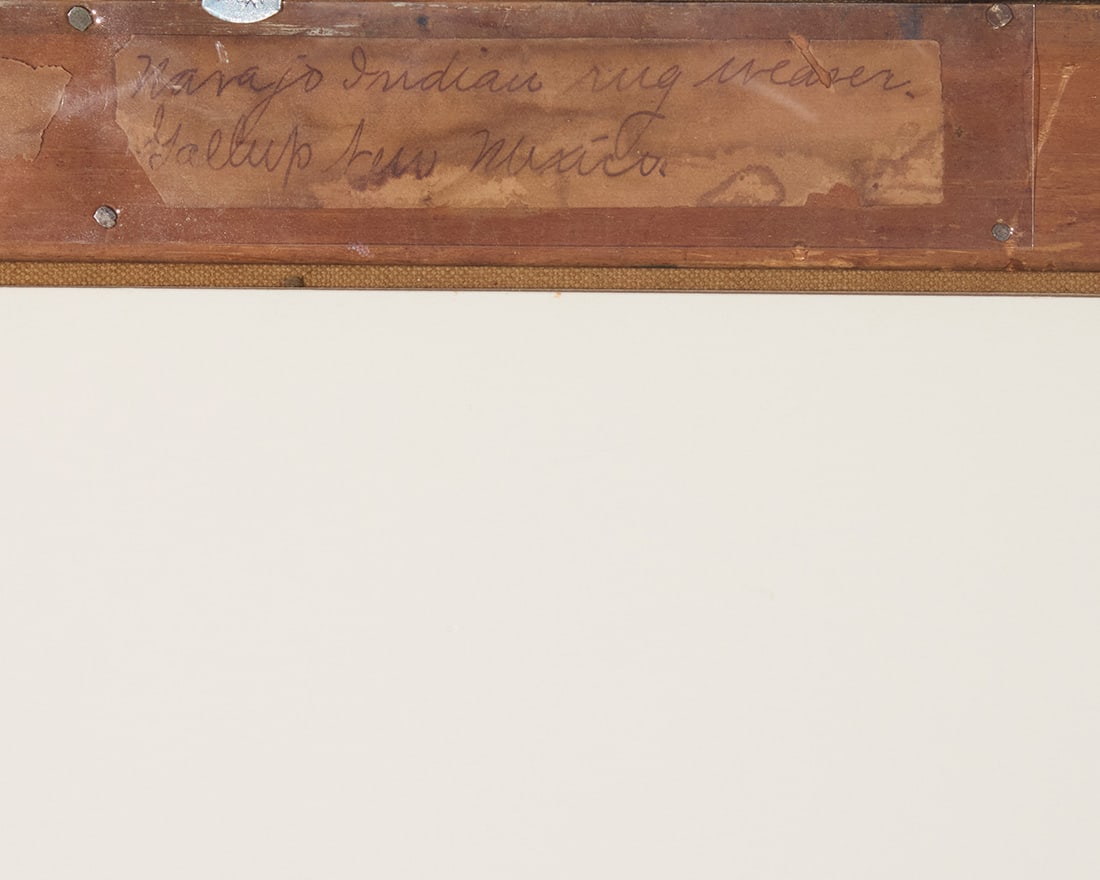 Navajo Indian rug weaver.
Gallup New Mexico.